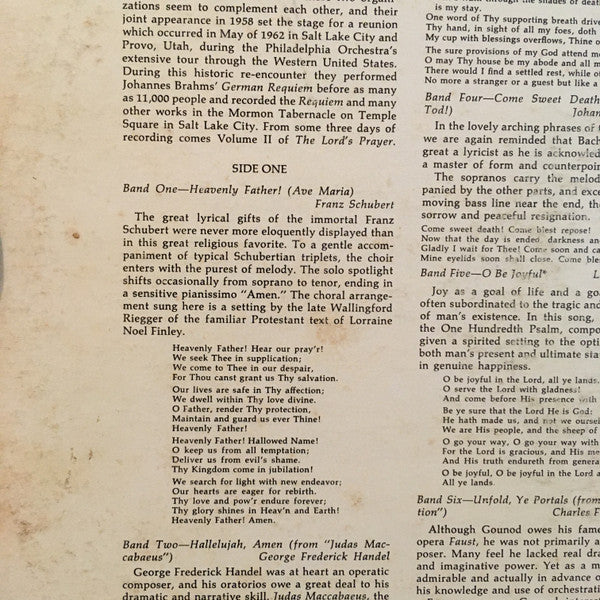 zations seem to complement each other, and their
joint appearance in 1958 set the stage for a reunion
which occurred in May of 1962 in Salt Lake City and
Provo, Utah, during the Philadelphia Orchestra's
extensive tour through the Western United States.
During this historic re-encounter they performed
Johannes Brahms' German Requiem before as many
as 11,000 people and recorded the Requiem and many
other works in the Mormon Tabernacle on Temple
Square in Salt Lake City. From some three days of
recording comes Volume II of The Lord's Prayer.
SIDE ONE
Band One—Heavenly Father! (Ave Maria)
Franz Schubert
The great lyrical gifts of the immortal Franz
Schubert were never more eloquently displayed than
in this great religious favorite. To a gentle accom-
paniment of typical Schubertian triplets, the choir
enters with the purest of melody. The solo spotlight
shifts occasionally from soprano to tenor, ending in
a sensitive pianissimo "Amen." The choral arrange-
ment sung here is a setting by the late Wallingford
Riegger of the familiar Protestant text of Lorraine
Noel Finley.
Heavenly Father! Hear our pray'r!
We seek Thee in supplication;
We come to Thee in our despair,
For Thou canst grant us Thy salvation.
Our lives are safe in Thy affection;
We dwell within Thy love divine.
O Father, render Thy protection,
Maintain and guard us ever Thine!
Heavenly Father!
Heavenly Father! Hallowed Name!
O keep us from all temptation;
Deliver us from evil's shame.
Thy Kingdom come in jubilation!
We search for light with new endeavor;
Our hearts are eager for rebirth.
Thy love and pow'r endure forever;
Thy glory shines in Heav'n and Earth!
Heavenly Father! Amen.
Band Two—Hallelujah, Amen (from "Judas Mac-
cabaeus") George Frederick Handel
George Frederick Handel was at heart an operatic
composer, and his oratorios owe a great deal to his
dramatic and narrative skill. Judas Maccabaeus, the
through the shades of death
is my stay.
One word of Thy supporting breath drives
Thy hand, in sight of all my foes, doth
My cup with blessings overflows, Thine o
The sure provisions of my God attend me
O may Thy house be my abode and all m
There would I find a settled rest, while ot
No more a stranger or a guest but like a
Band Four—Come Sweet Death
Tod!) Johan
In the lovely arching phrases of
we are again reminded that Bach
great a lyricist as he is acknowled
a master of form and counterpoin
The sopranos carry the melod
panied by the other parts, and exce
moving bass line near the end, the
sorrow and peaceful resignation.
Come sweet death! Come blest repose!
Now that the day is ended, darkness an
Gladly I wait for Thee! Come soon and ca
Mine eyelids soon shall close. Come bles
Band Five—O Be Joyful* L
Joy as a goal of life and a go
often subordinated to the tragic and
of man's existence. In this song,
the One Hundredth Psalm, compo
given a spirited setting to the opti
both man's present and ultimate sta
in genuine happiness.
O be joyful in the Lord, all ye lands,
O serve the Lord with gladness!
And come before His presence with
Be ye sure that the Lord He is God:
He hath made us, and not we ourse
We are His people, and the sheep of
O go your way, O go your way with
For the Lord is gracious, and His me
And His truth endureth from genera
O be joyful, O be joyful in the Lord a
All ye lands.
Band Six—Unfold, Ye Portals (from
tion") Charles F
Although Gounod owes his fame
opera Faust, he was not primarily a
poser. Many feel he lacked real dra
and imaginative power. Yet as a m
admirable and actually in advance o
his knowledge and use of orchestratio